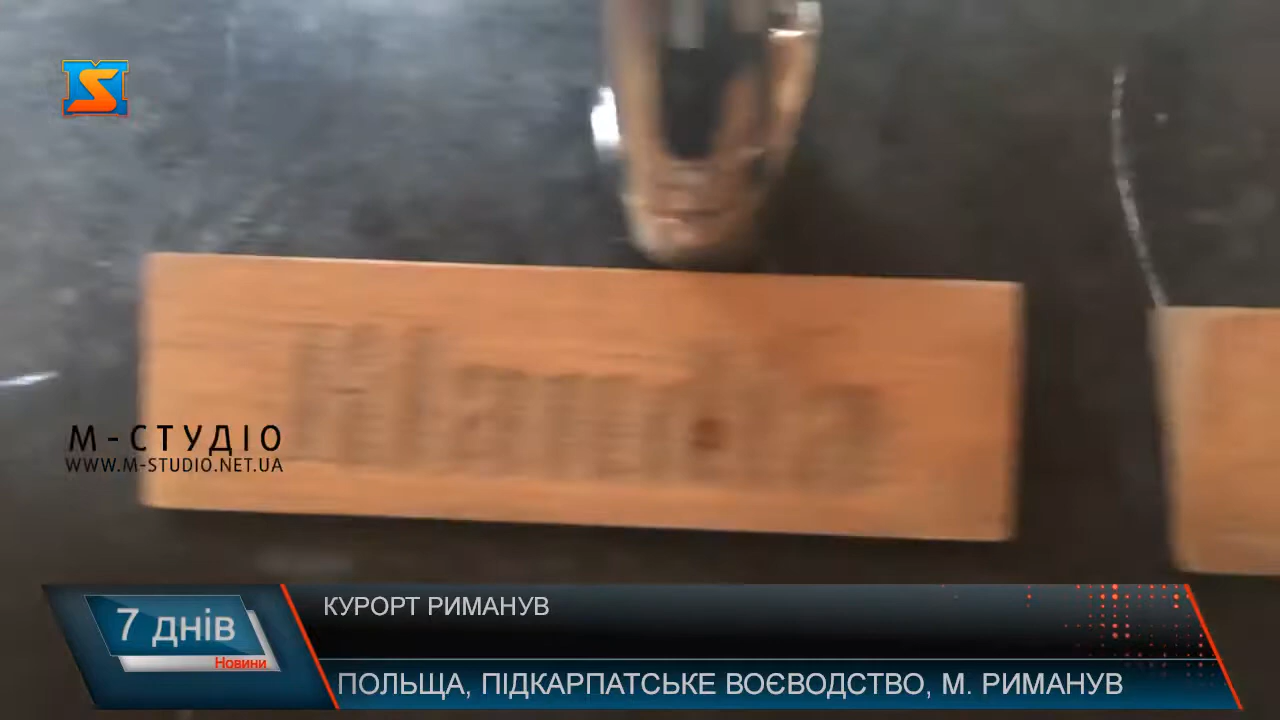 М-СТУДІО
WWW.M-STUDIO.NET.UA
7 днів
Новини
КУРОРТ РИМАНУВ
ПОЛЬЩА, ПІДКАРПАТСЬКЕ ВОЄВОДСТВО, М. РИМАНУВ